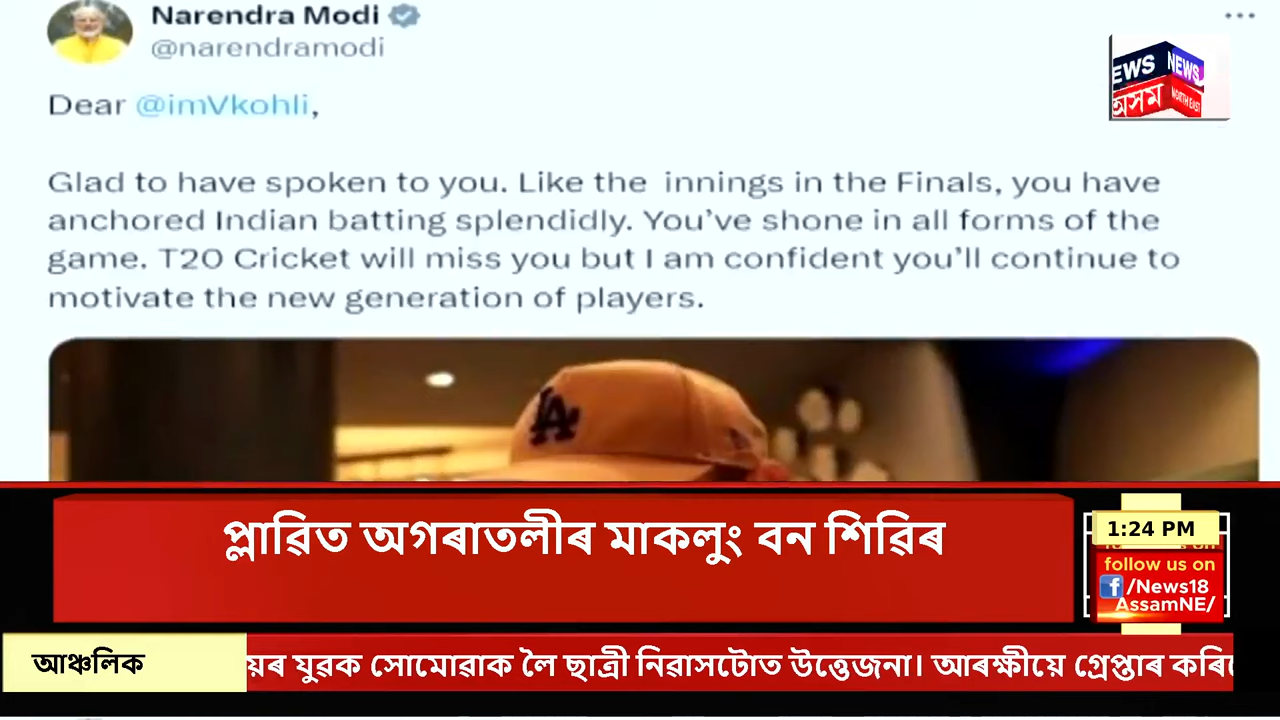 Narendra Modi
@narendramodi
Dear @imVkohli,
Glad to have spoken to you. Like the innings in the Finals, you have
anchored Indian batting splendidly. You’ve shone in all forms of the
game. T20 Cricket will miss you but I am confident you’ll continue to
motivate the new generation of players.
EWS NEWS
অসম NORTH EAST
LA
প্লাৱিত অগৰাতলীৰ মাকলুং বন শিৱিৰ
1:24 PM
follow us on
/News18
AssamNE/
আঞ্চলিক
য়ৰ যুৱক সোমোৱাক লৈ ছাত্ৰী নিৱাসটোত উত্তেজনা। আৰক্ষীয়ে গ্ৰেপ্তাৰ